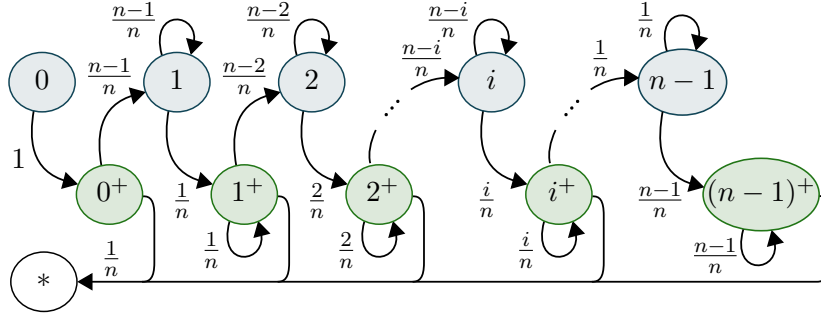 n−1/n n−2/n n−i/n 1/n
n−1/n n−2/n n−i/n 1/n
0 1 2 ⋯ i ⋯ n − 1
1 1/n 2/n i/n n−1/n
0⁺ 1⁺ 2⁺ i⁺ (n − 1)⁺
1/n 1/n 2/n i/n n−1/n
*